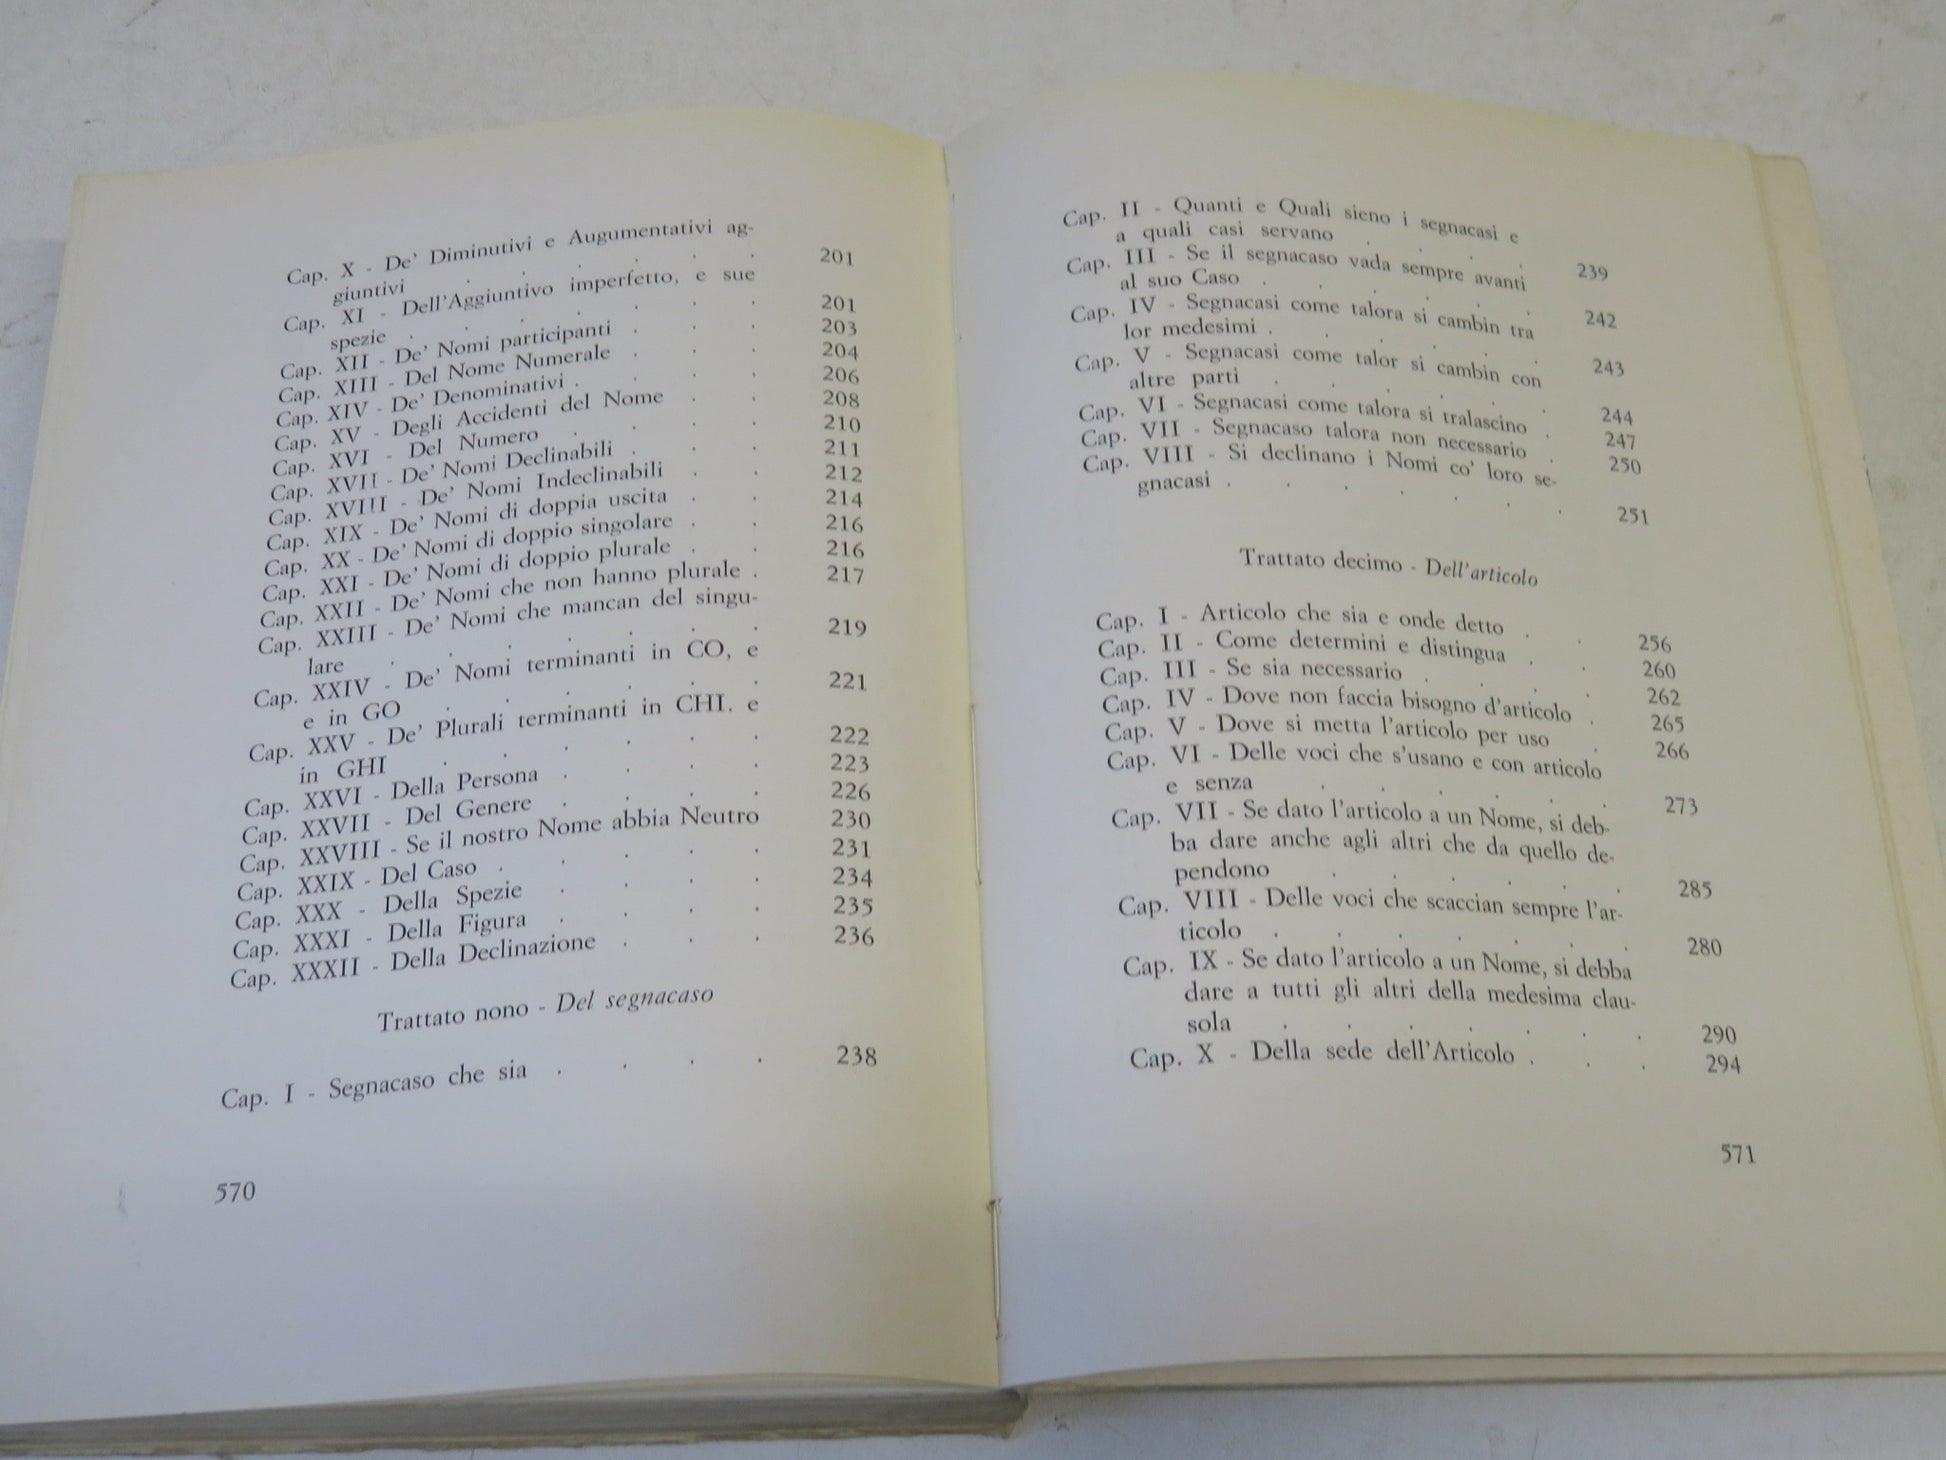 Cap. X - De' Diminutivi e Augumentativi ag-
giuntivi . . . . . . 201
Cap. XI - Dell'Aggiuntivo imperfetto, e sue
spezie . . . . . . 201
Cap. XII - De' Nomi participanti . . . 203
Cap. XIII - Del Nome Numerale . . . 204
Cap. XIV - De' Denominativi . . . . 206
Cap. XV - Degli Accidenti del Nome . . 208
Cap. XVI - Del Numero . . . . 210
Cap. XVII - De' Nomi Declinabili . . . 211
Cap. XVIII - De' Nomi Indeclinabili . . 212
Cap. XIX - De' Nomi di doppia uscita . . 214
Cap. XX - De' Nomi di doppio singolare . . 216
Cap. XXI - De' Nomi di doppio plurale . . 216
Cap. XXII - De' Nomi che non hanno plurale . 217
Cap. XXIII - De' Nomi che mancan del singu-
lare . . . . . . . 219
Cap. XXIV - De' Nomi terminanti in CO, e
e in GO . . . . . . 221
Cap. XXV - De' Plurali terminanti in CHI. e
in GHI . . . . . . 222
Cap. XXVI - Della Persona . . . . 223
Cap. XXVII - Del Genere . . . . 226
Cap. XXVIII - Se il nostro Nome abbia Neutro 230
Cap. XXIX - Del Caso . . . . . 231
Cap. XXX - Della Spezie . . . . 234
Cap. XXXI - Della Figura . . . . 235
Cap. XXXII - Della Declinazione . . . 236
Trattato nono - Del segnacaso
Cap. I - Segnacaso che sia . . . . 238
570
Cap. II - Quanti e Quali sieno i segnacasi e
a quali casi servano . . . . 239
Cap. III - Se il segnacaso vada sempre avanti
al suo Caso . . . . . . 242
Cap. IV - Segnacasi come talora si cambin tra
lor medesimi . . . . . . 243
Cap. V - Segnacasi come talor si cambin con
altre parti . . . . . . 244
Cap. VI - Segnacasi come talora si tralascino . 247
Cap. VII - Segnacaso talora non necessario . 250
Cap. VIII - Si declinano i Nomi co' loro se-
gnacasi . . . . . . . 251
Trattato decimo - Dell'articolo
Cap. I - Articolo che sia e onde detto . . 256
Cap. II - Come determini e distingua . . 260
Cap. III - Se sia necessario . . . . 262
Cap. IV - Dove non faccia bisogno d'articolo . 265
Cap. V - Dove si metta l'articolo per uso . 266
Cap. VI - Delle voci che s'usano e con articolo
e senza . . . . . . 273
Cap. VII - Se dato l'articolo a un Nome, si deb-
ba dare anche agli altri che da quello de-
pendono . . . . . . 285
Cap. VIII - Delle voci che scaccian sempre l'ar-
ticolo . . . . . . . 280
Cap. IX - Se dato l'articolo a un Nome, si debba
dare a tutti gli altri della medesima clau-
sola . . . . . . . 290
Cap. X - Della sede dell'Articolo . . . 294
571